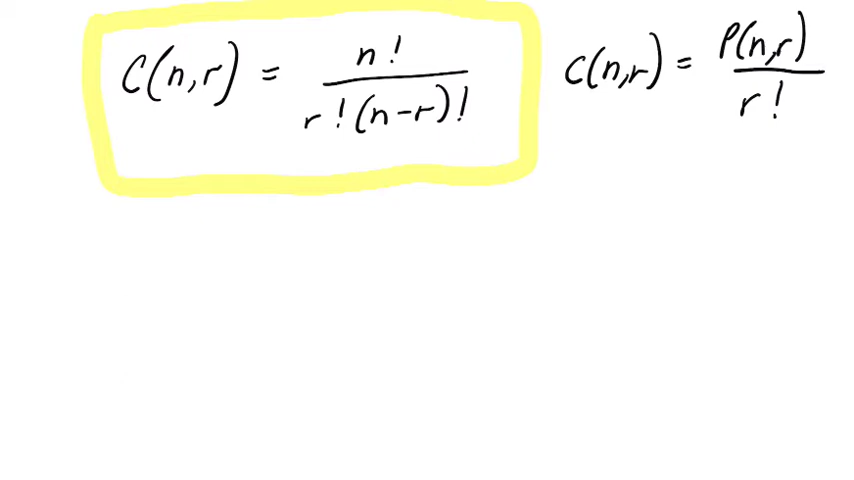 C(n,r) = n! / r!(n-r)!
C(n,r) = P(n,r) / r!